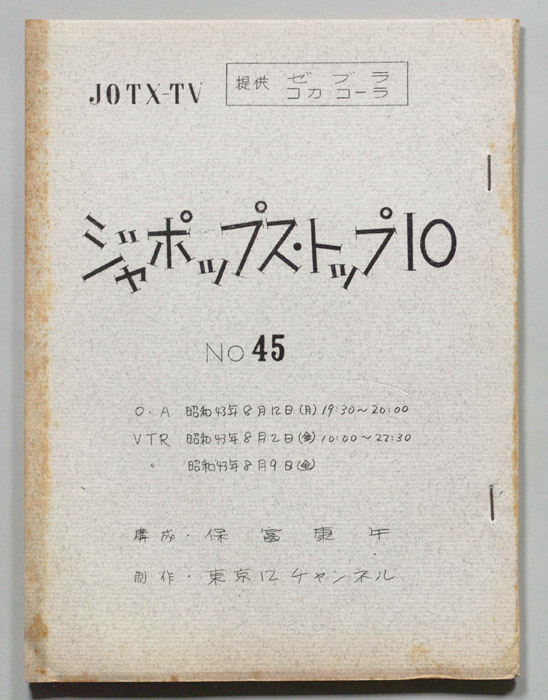 JOTX-TV
提供 ゼブラ
コカコーラ
ジャポップス・トップ10
NO 45
O.A 昭和43年8月12日(月)19:30~20:00
VTR 昭和43年8月2日(金)10:00~22:30
〃 昭和43年8月9日(金)
構成・保富康午
制作・東京12チャンネル